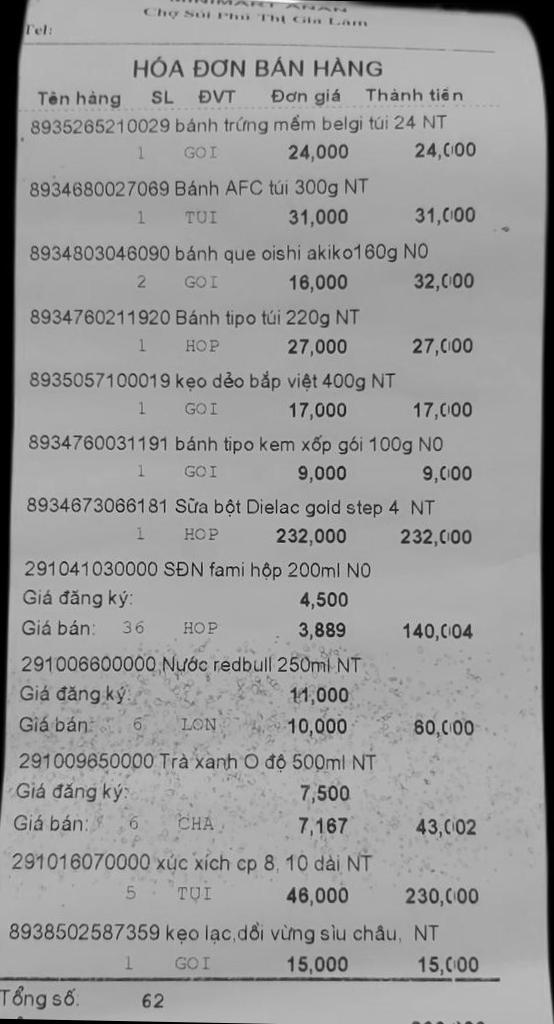 MINIMART ANAN
Chợ Sủi Phú Thị Gia Lâm
Tel:
HÓA ĐƠN BÁN HÀNG
Tên hàng SL ĐVT Đơn giá Thành tiền
8935265210029 bánh trứng mềm belgi túi 24 NT
1 GOI 24,000 24,000
8934680027069 Bánh AFC túi 300g NT
1 TUI 31,000 31,000
8934803046090 bánh que oishi akiko160g N0
2 GOI 16,000 32,000
8934760211920 Bánh tipo túi 220g NT
1 HOP 27,000 27,000
8935057100019 kẹo dẻo bắp việt 400g NT
1 GOI 17,000 17,000
8934760031191 bánh tipo kem xốp gói 100g N0
1 GOI 9,000 9,000
8934673066181 Sữa bột Dielac gold step 4 NT
1 HOP 232,000 232,000
291041030000 SĐN fami hộp 200ml N0
Giá đăng ký: 4,500
Giá bán: 36 HOP 3,889 140,004
291006600000 Nước redbull 250ml NT
Giá đăng ký: 11,000
Giá bán: 6 LON 10,000 60,000
291009650000 Trà xanh O độ 500ml NT
Giá đăng ký: 7,500
Giá bán: 6 CHA 7,167 43,002
291016070000 xúc xích cp 8, 10 dài NT
5 TUI 46,000 230,000
8938502587359 kẹo lạc,dồi vừng sìu châu, NT
1 GOI 15,000 15,000
Tổng số: 62